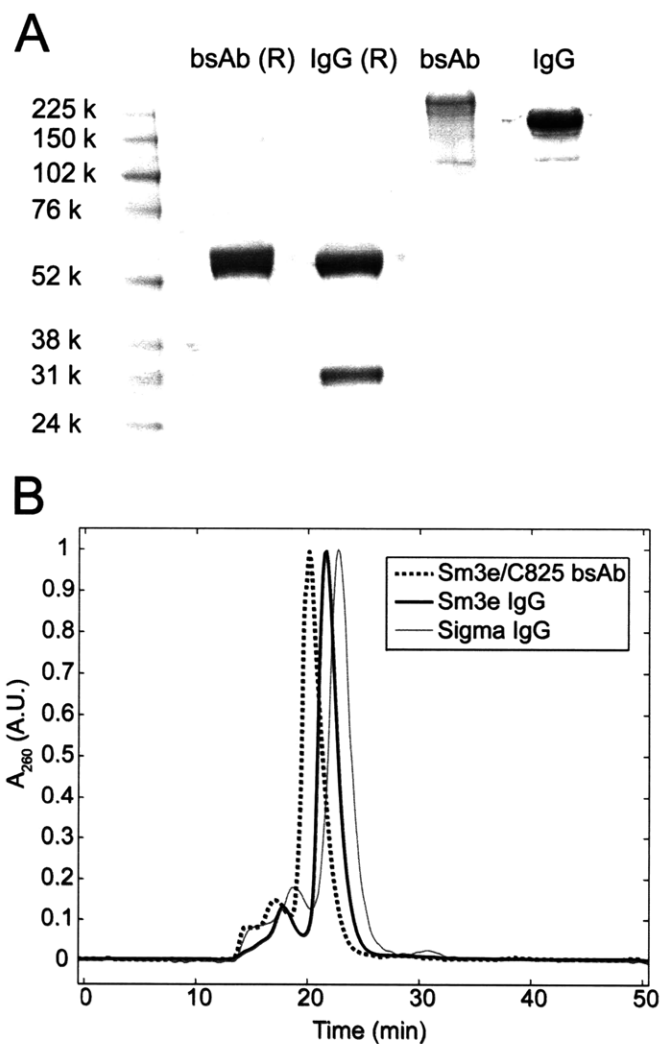 A
bsAb (R) IgG (R) bsAb IgG
225 k
150 k
102 k
76 k
52 k
38 k
31 k
24 k
B
1
0.9
0.8
0.7
0.6
0.5
0.4
0.3
0.2
0.1
0
A260 (A.U.)
Sm3e/C825 bsAb
Sm3e IgG
Sigma IgG
0 10 20 30 40 50
Time (min)